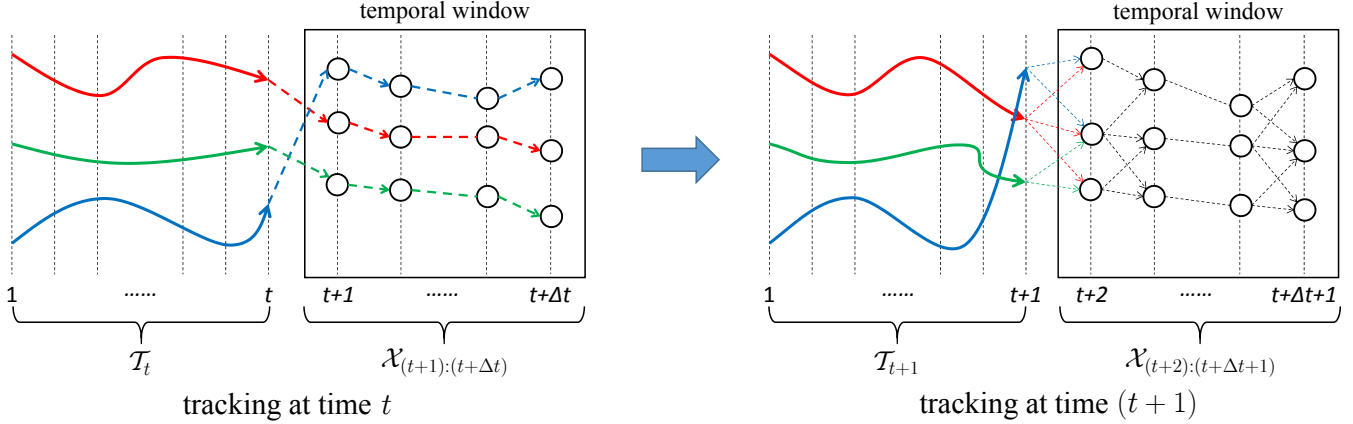 temporal window
1 ...... t t+1 ...... t+Δt
𝒯_t 𝒳_{(t+1):(t+Δt)}
tracking at time t
temporal window
1 ...... t+1 t+2 ...... t+Δt+1
𝒯_{t+1} 𝒳_{(t+2):(t+Δt+1)}
tracking at time (t + 1)